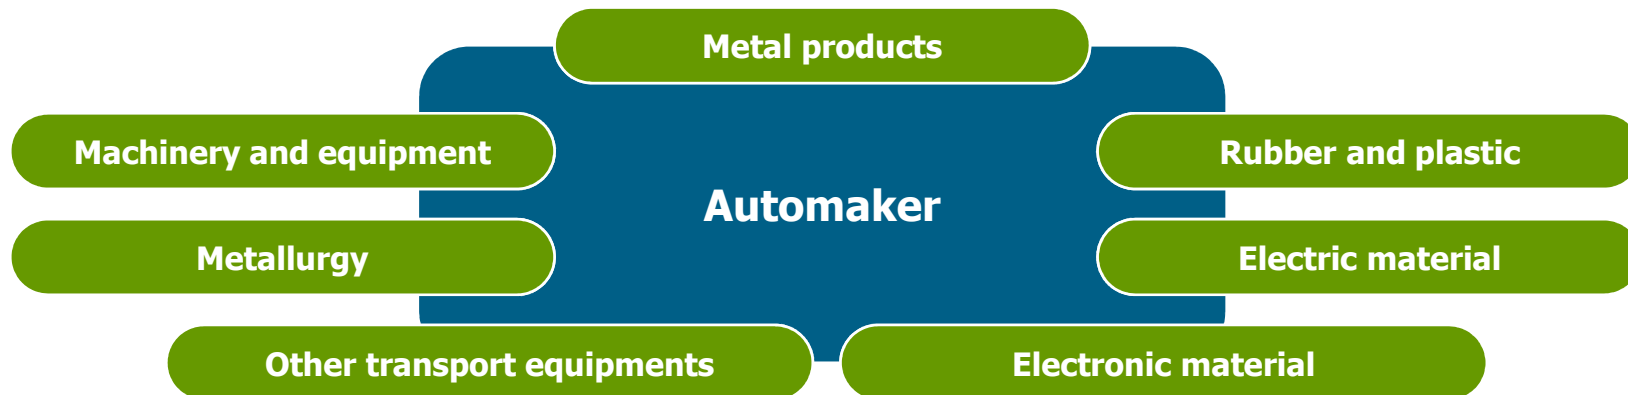 Metal products
Machinery and equipment
Rubber and plastic
Automaker
Metallurgy
Electric material
Other transport equipments
Electronic material